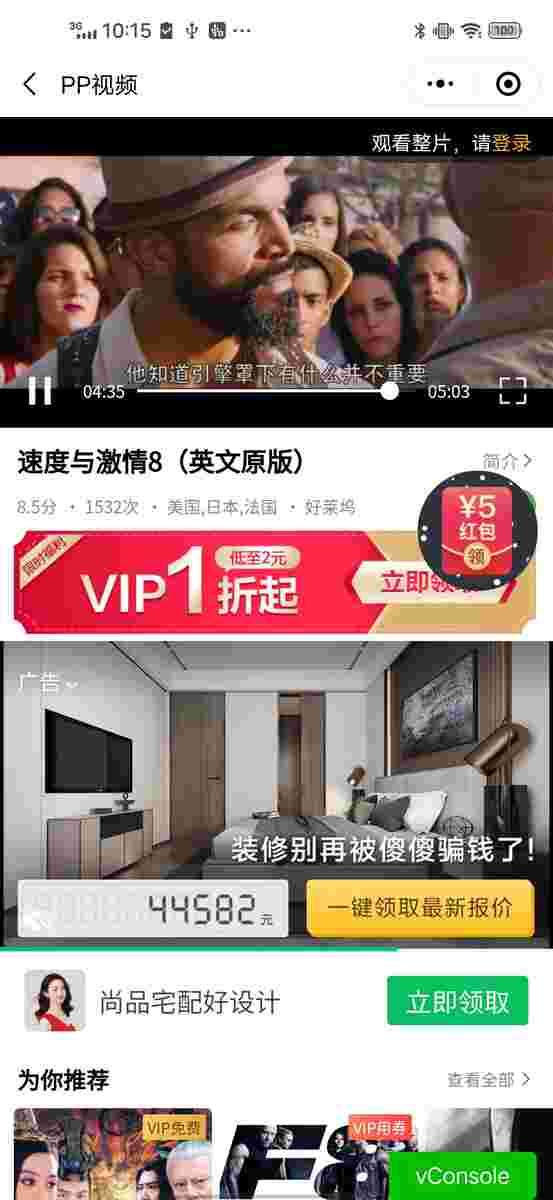 3G 10:15 100
PP视频
观看整片，请登录
他知道引擎罩下有什么并不重要
04:35 05:03
速度与激情8（英文原版）
简介
8.5分 · 1532次 · 美国,日本,法国 · 好莱坞
¥5
红包
领
限时福利
VIP1折起
低至2元
立即领取
广告
装修别再被傻傻骗钱了!
44582元
一键领取最新报价
尚品宅配好设计
立即领取
为你推荐
查看全部
VIP免费
F8
VIP用券
vConsole